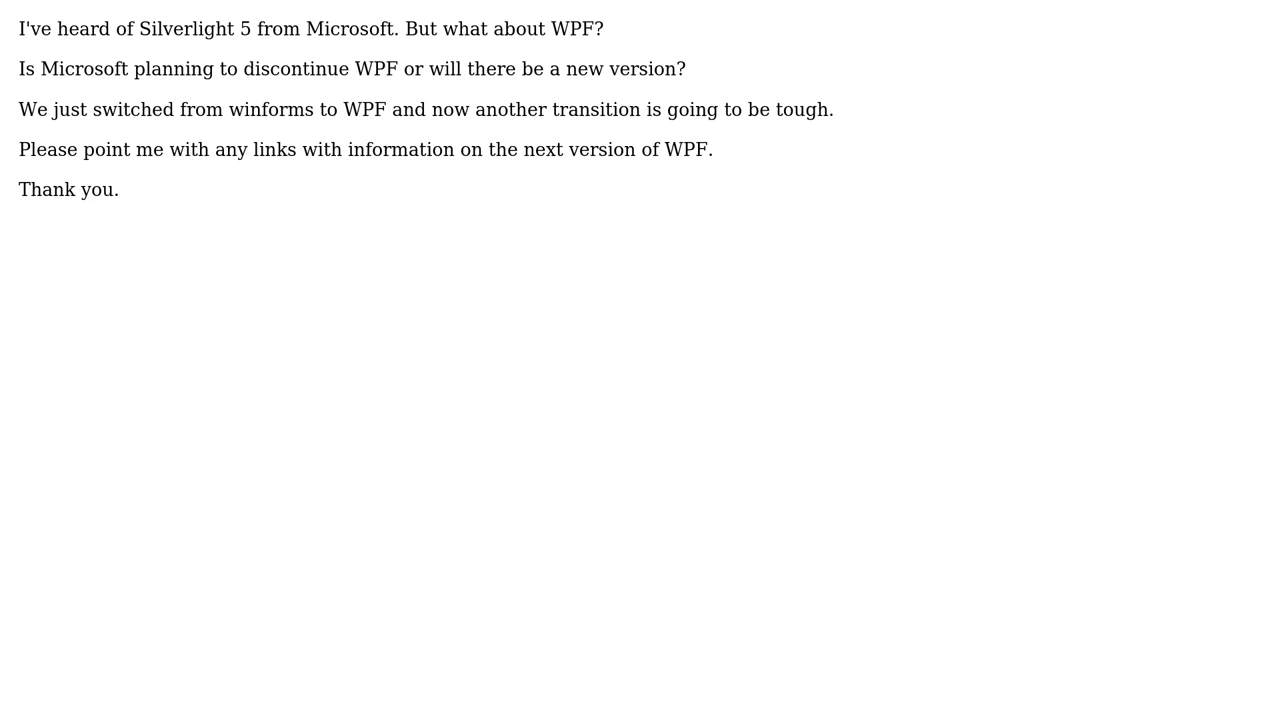 I've heard of Silverlight 5 from Microsoft. But what about WPF?
Is Microsoft planning to discontinue WPF or will there be a new version?
We just switched from winforms to WPF and now another transition is going to be tough.
Please point me with any links with information on the next version of WPF.
Thank you.